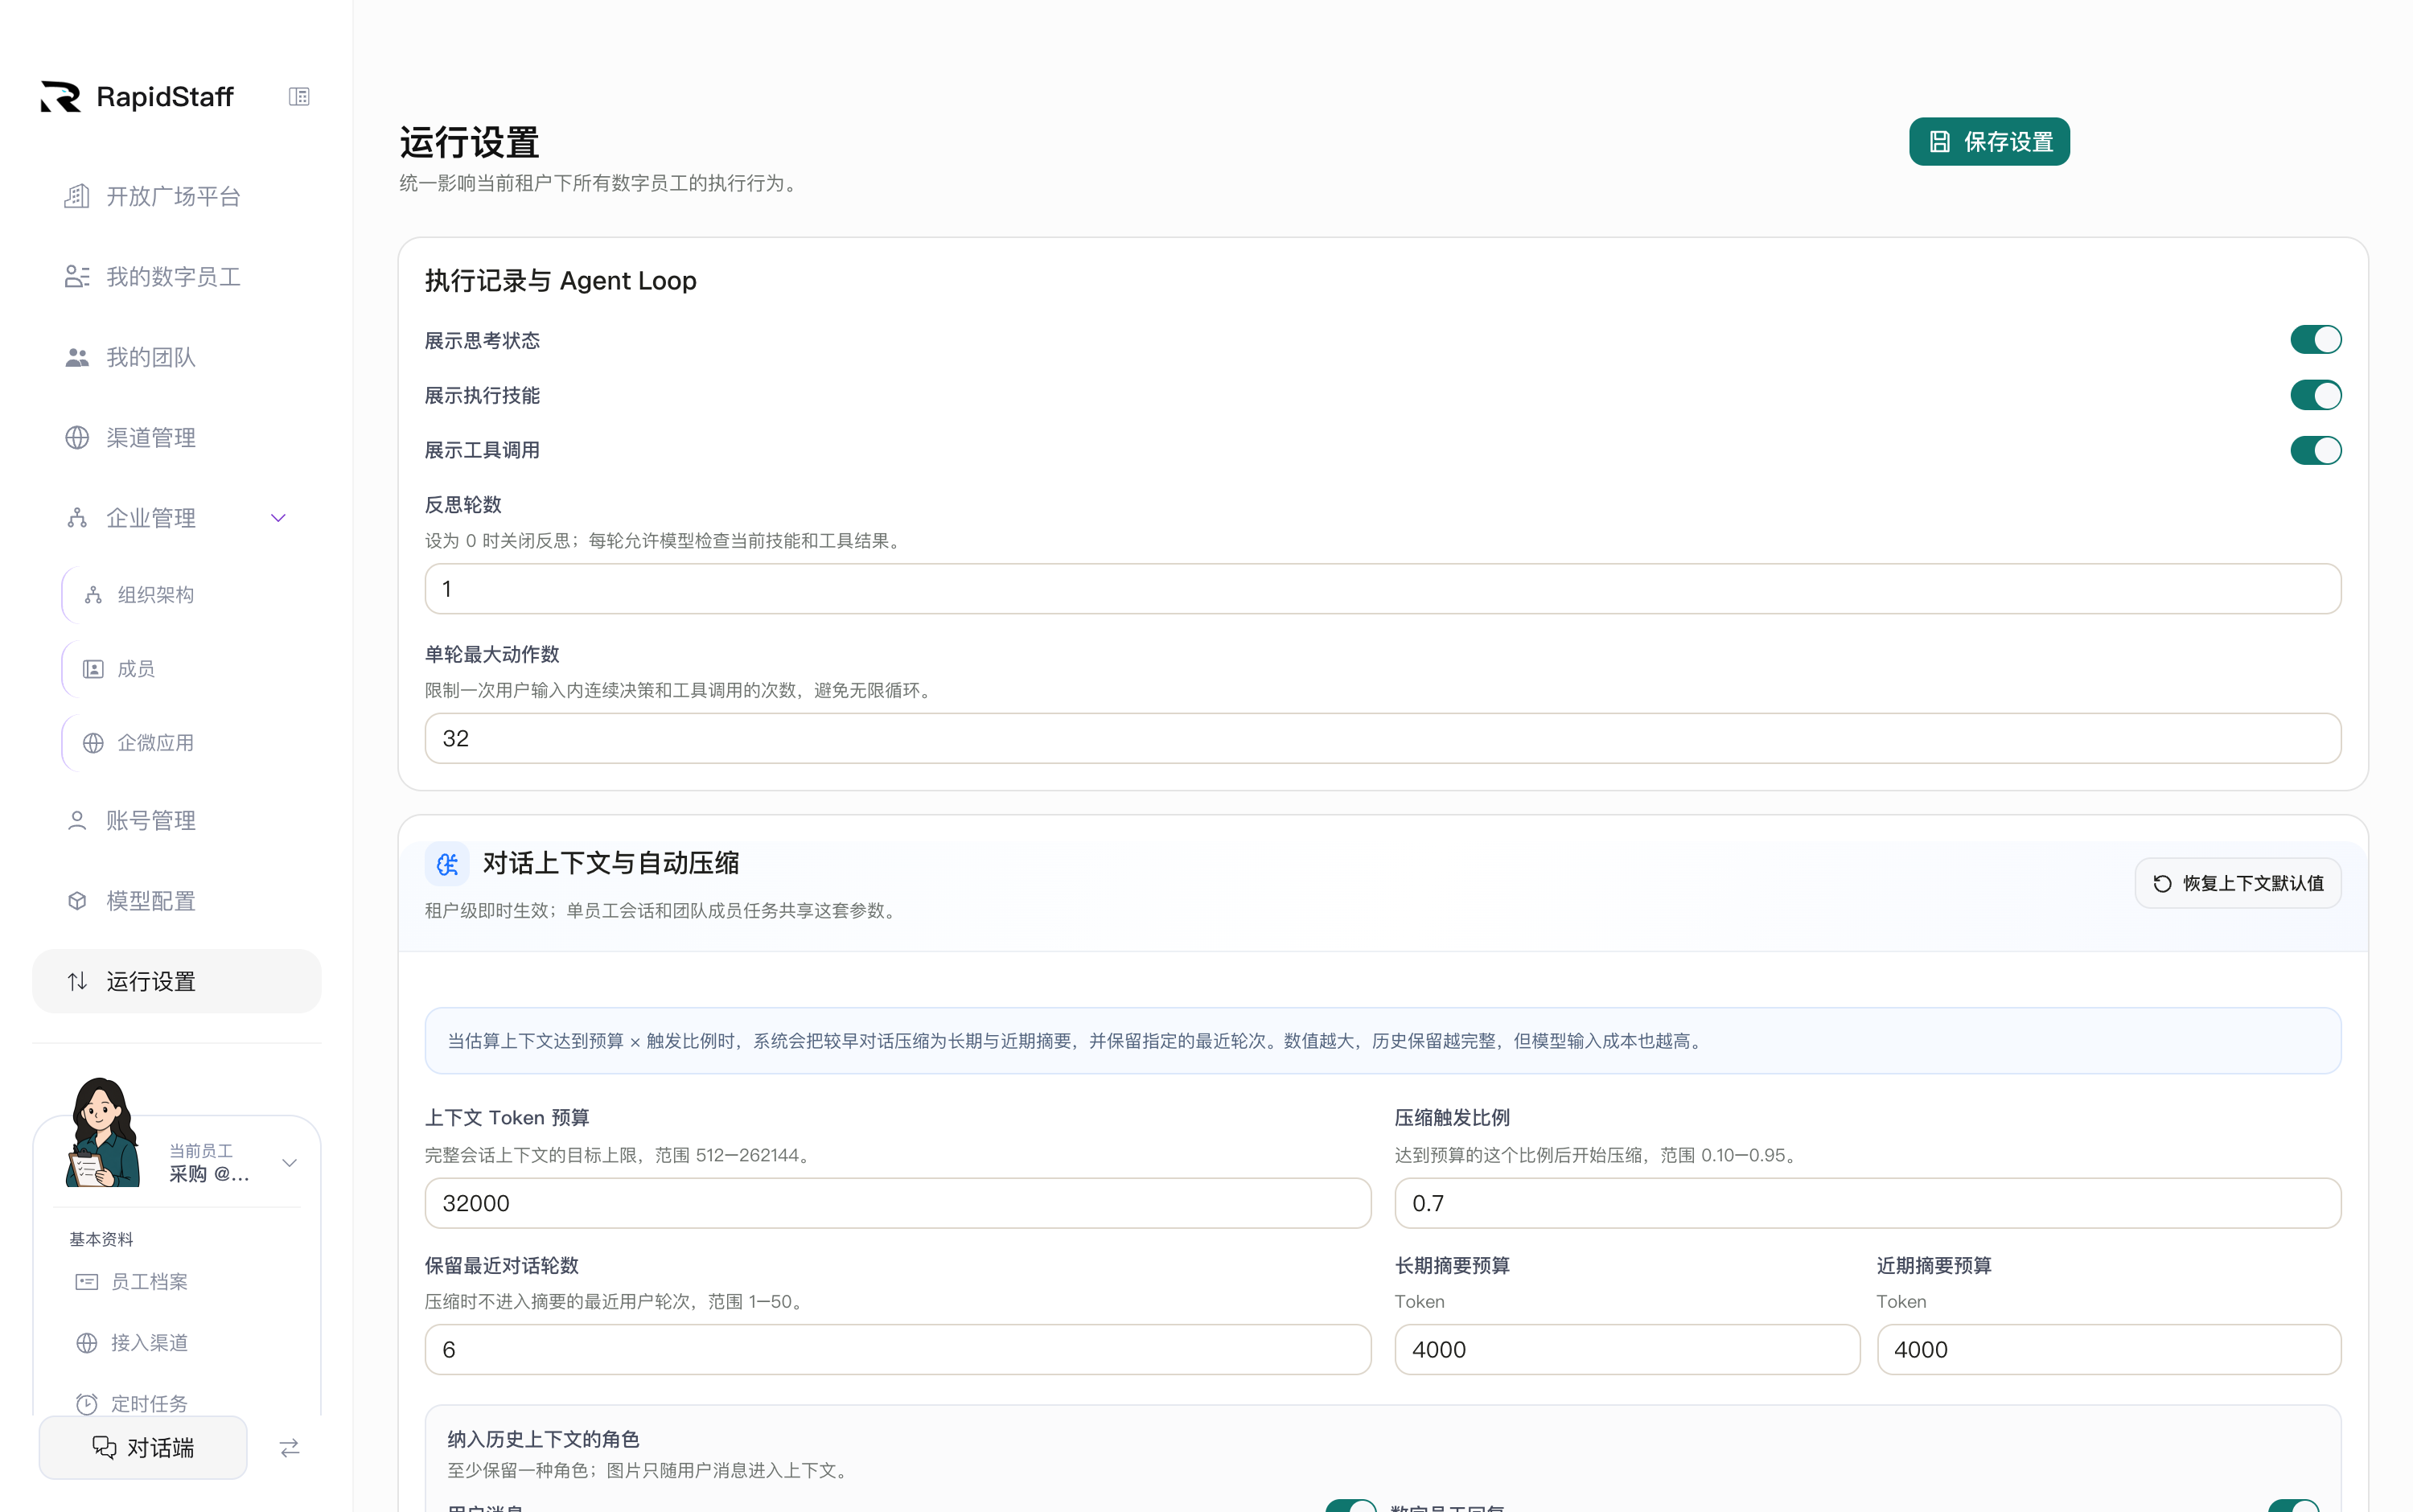 RapidStaff
开放广场平台
我的数字员工
我的团队
渠道管理
企业管理
组织架构
成员
企微应用
账号管理
模型配置
运行设置
当前员工
采购 @...
基本资料
员工档案
接入渠道
定时任务
对话端
运行设置
统一影响当前租户下所有数字员工的执行行为。
保存设置
执行记录与 Agent Loop
展示思考状态
展示执行技能
展示工具调用
反思轮数
设为 0 时关闭反思；每轮允许模型检查当前技能和工具结果。
1
单轮最大动作数
限制一次用户输入内连续决策和工具调用的次数，避免无限循环。
32
对话上下文与自动压缩
租户级即时生效；单员工会话和团队成员任务共享这套参数。
恢复上下文默认值
当估算上下文达到预算 × 触发比例时，系统会把较早对话压缩为长期与近期摘要，并保留指定的最近轮次。数值越大，历史保留越完整，但模型输入成本也越高。
上下文 Token 预算
完整会话上下文的目标上限，范围 512—262144。
32000
压缩触发比例
达到预算的这个比例后开始压缩，范围 0.10—0.95。
0.7
保留最近对话轮数
压缩时不进入摘要的最近用户轮次，范围 1—50。
6
长期摘要预算
Token
4000
近期摘要预算
Token
4000
纳入历史上下文的角色
至少保留一种角色；图片只随用户消息进入上下文。
用户消息
数字员工回复